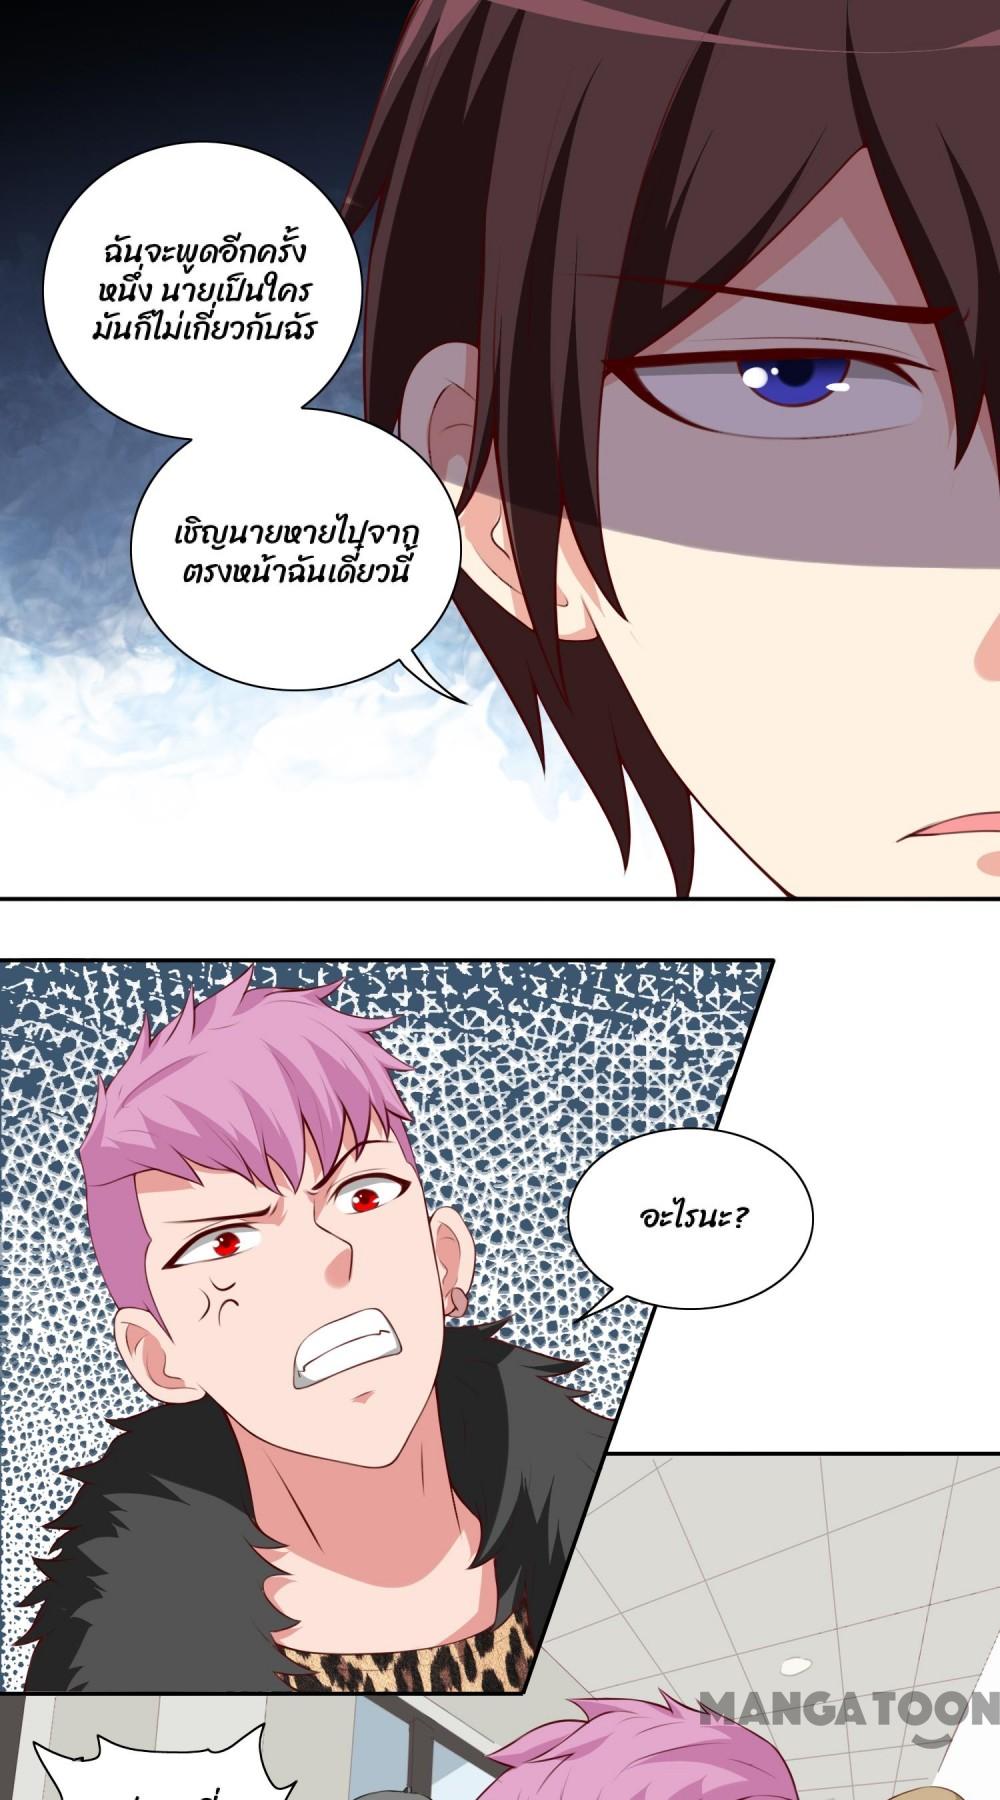 ฉันจะพูดอีกครั้ง
หนึ่ง นายเป็นใคร
มันก็ไม่เกี่ยวกับฉัร
เชิญนายหายไปจาก
ตรงหน้าฉันเดี๋ยวนี้
อะไรนะ?
MANGATOON